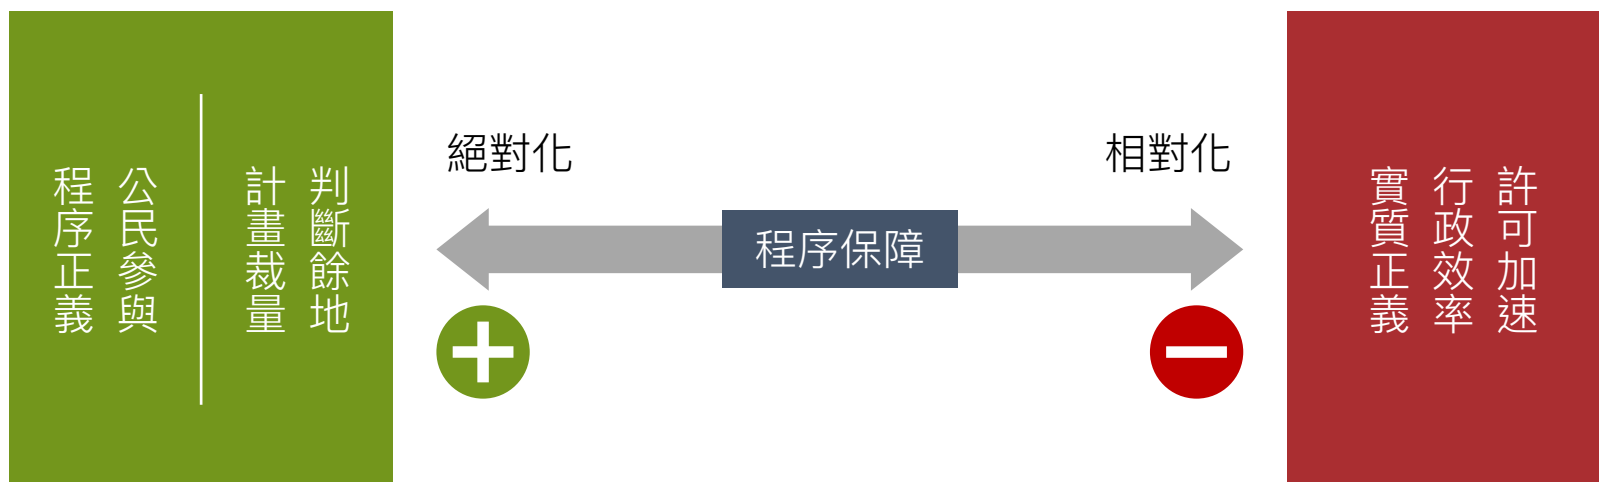 判斷餘地
計畫裁量
公民參與
程序正義
絕對化
程序保障
相對化
許可加速
行政效率
實質正義